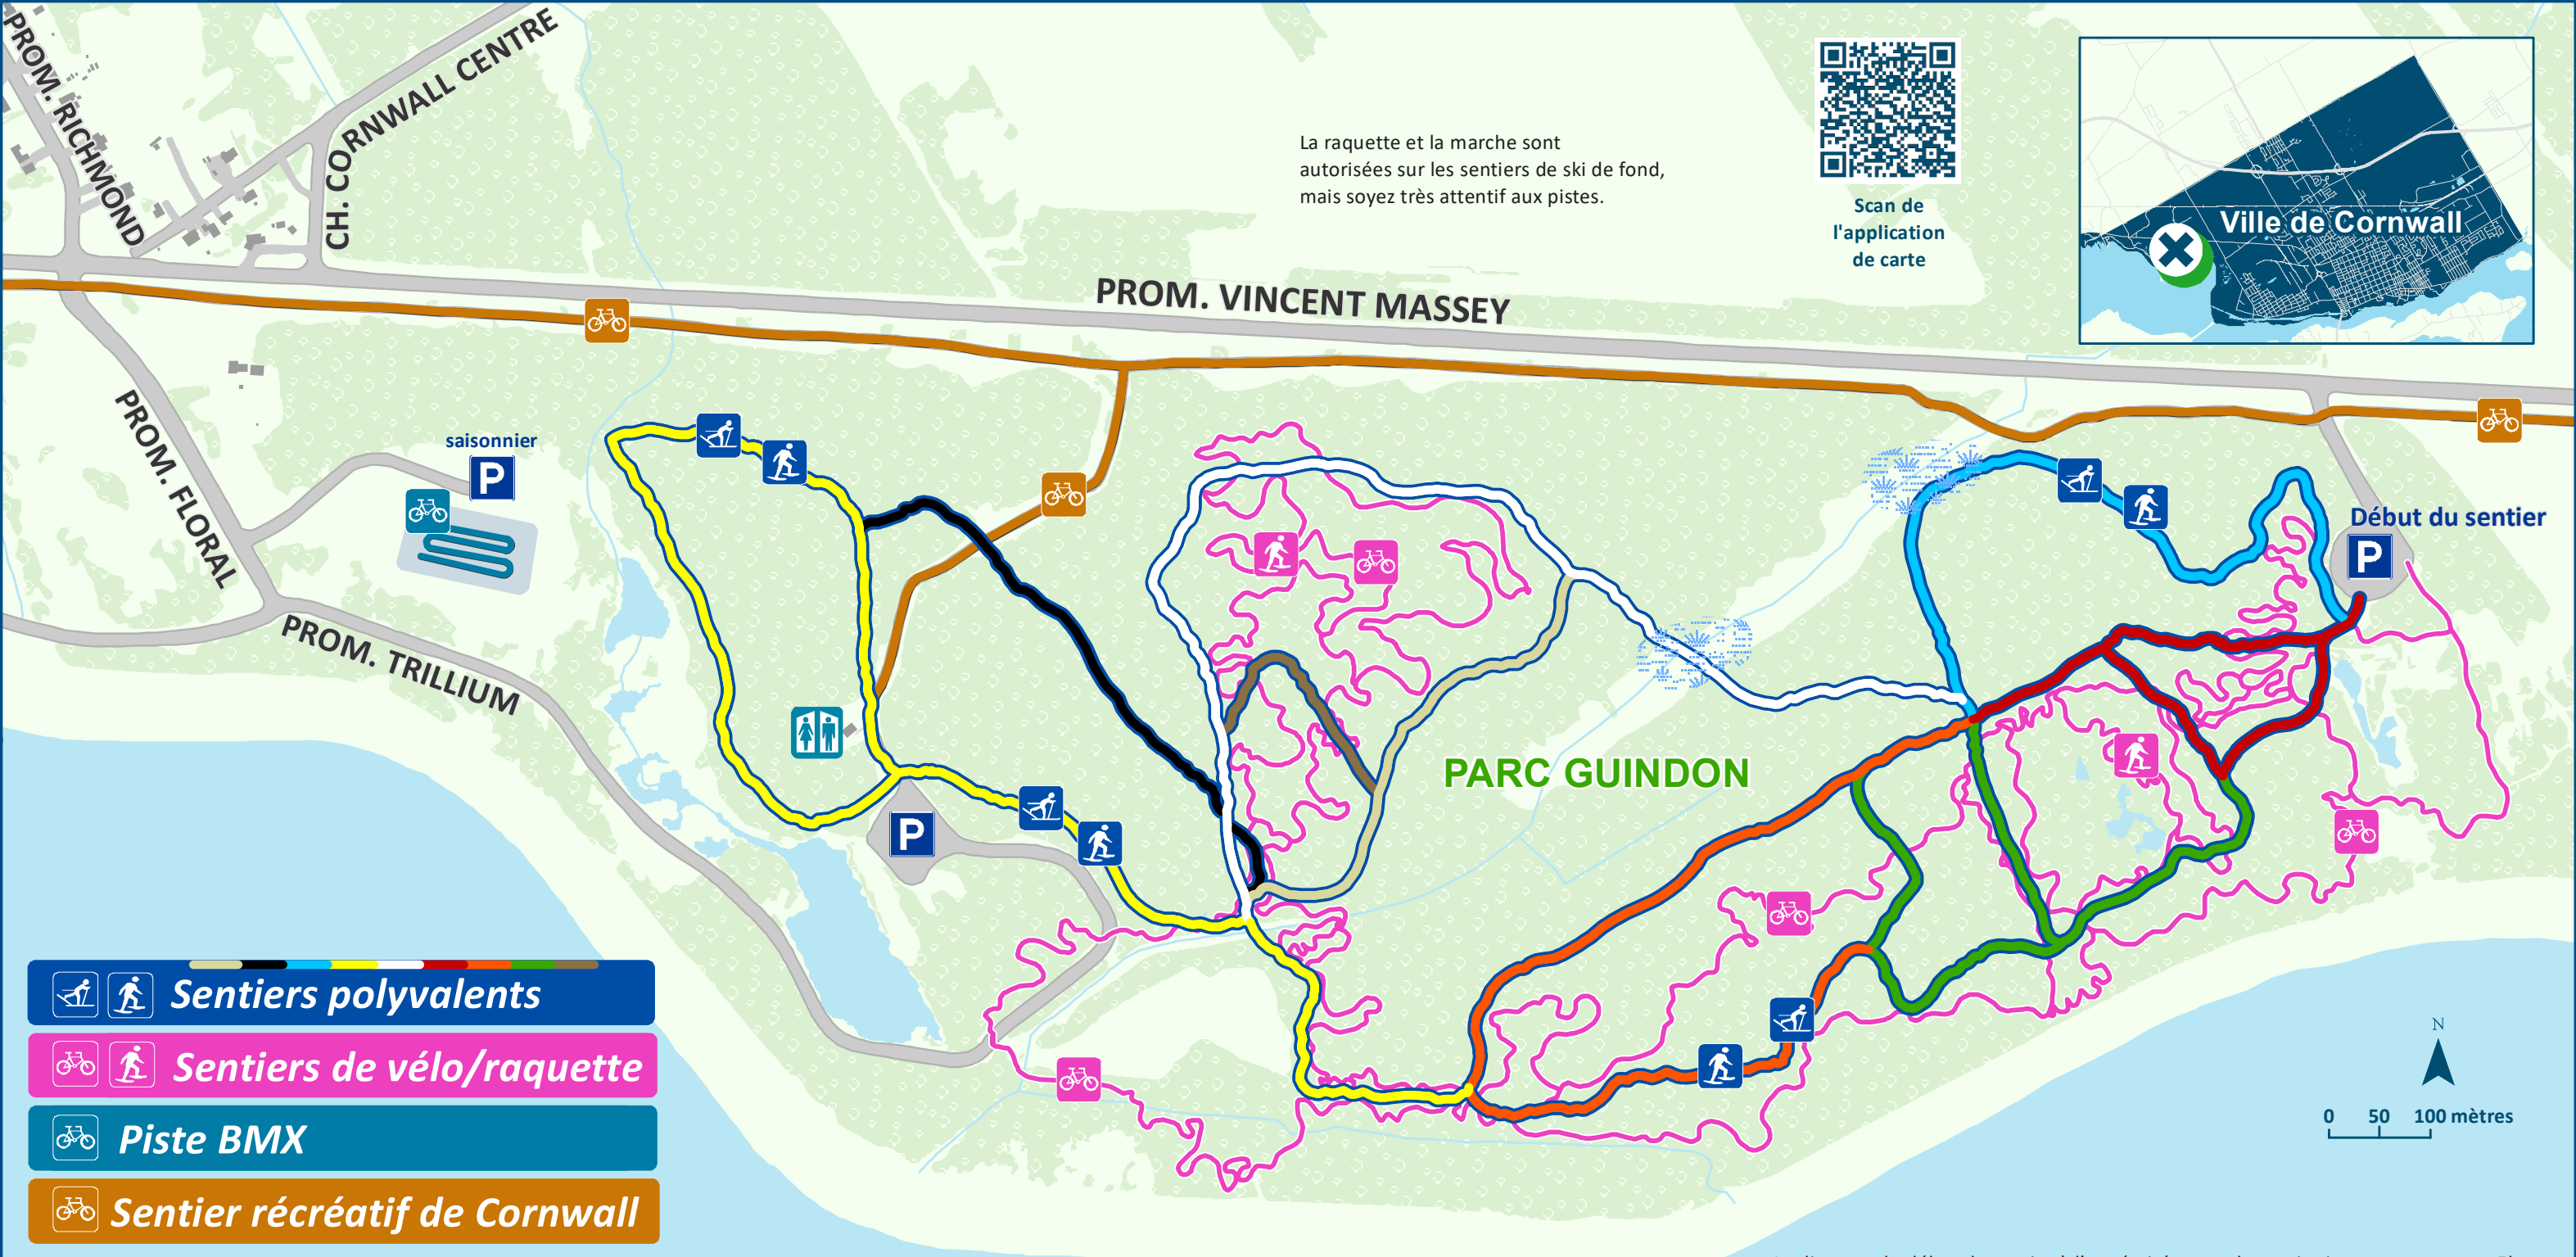 PROM. RICHMOND
CH. CORNWALL CENTRE
La raquette et la marche sont
autorisées sur les sentiers de ski de fond,
mais soyez très attentif aux pistes.
Scan de
l'application
de carte
Ville de Cornwall
PROM. VINCENT MASSEY
PROM. FLORAL
saisonnier
P
Début du sentier
P
PROM. TRILLIUM
PARC GUINDON
P
Sentiers polyvalents
Sentiers de vélo/raquette
Piste BMX
Sentier récréatif de Cornwall
N
0 50 100 mètres